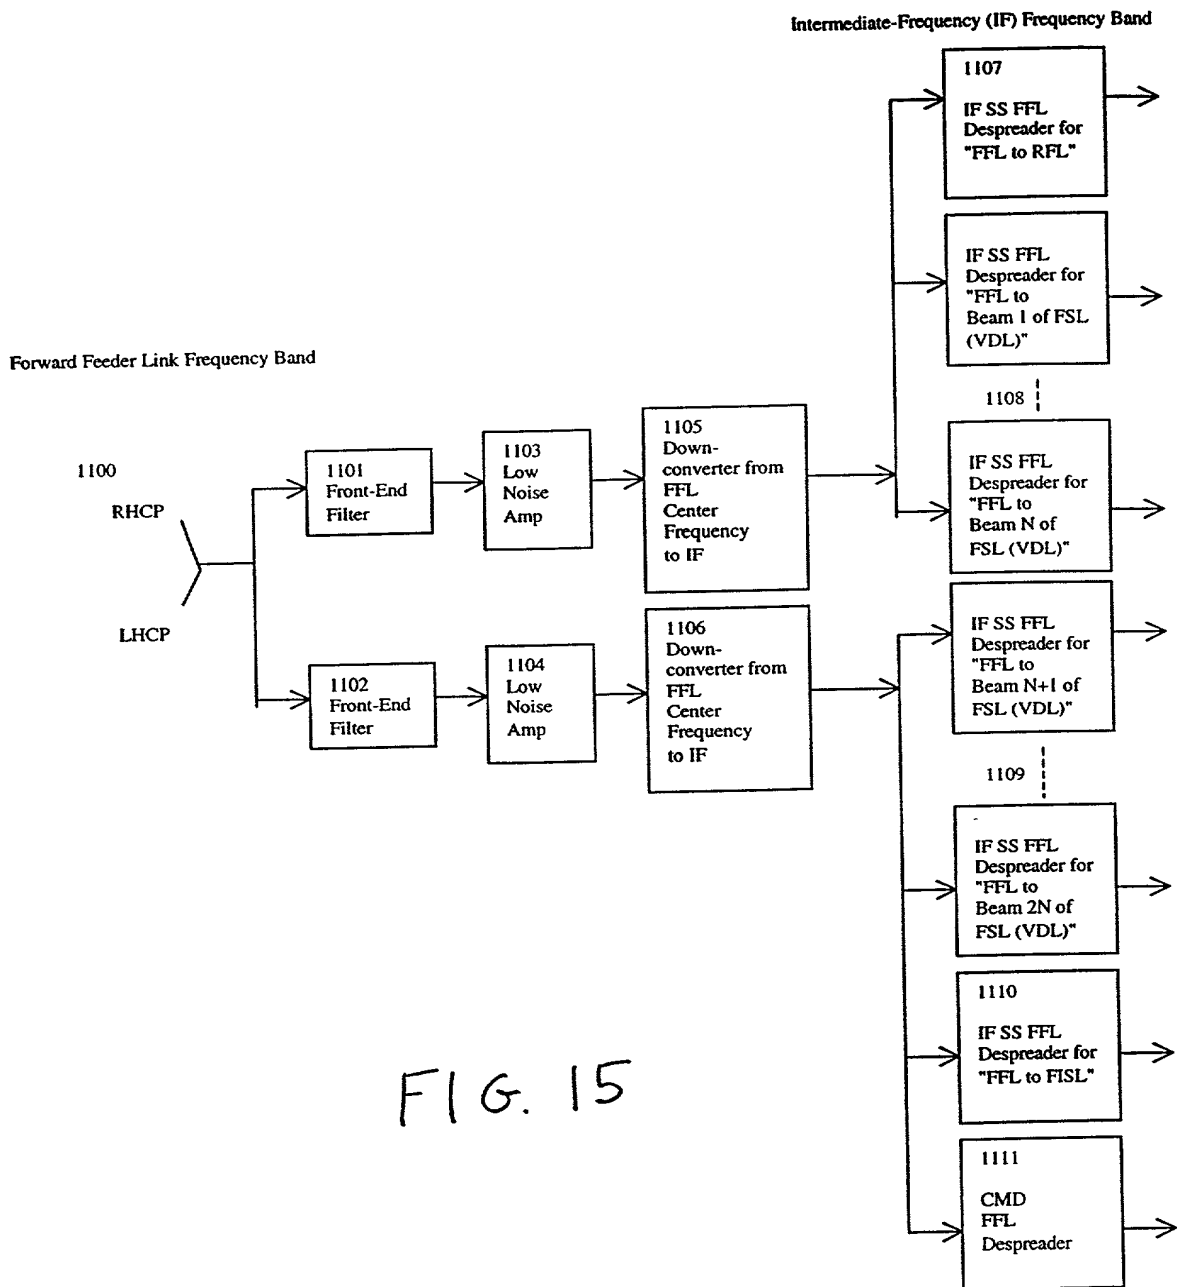 Intermediate-Frequency (IF) Frequency Band
1107
IF SS FFL
Despreader for
"FFL to RFL"
IF SS FFL
Despreader for
"FFL to
Beam 1 of FSL
(VDL)"
Forward Feeder Link Frequency Band
1108
1100
RHCP
LHCP
1101
Front-End
Filter
1103
Low
Noise
Amp
1105
Down-
converter from
FFL
Center
Frequency
to IF
IF SS FFL
Despreader for
"FFL to
Beam N of
FSL (VDL)"
1102
Front-End
Filter
1104
Low
Noise
Amp
1106
Down-
converter from
FFL
Center
Frequency
to IF
IF SS FFL
Despreader for
"FFL to
Beam N+1 of
FSL (VDL)"
1109
IF SS FFL
Despreader for
"FFL to
Beam 2N of
FSL (VDL)"
1110
IF SS FFL
Despreader for
"FFL to FISL"
1111
CMD
FFL
Despreader
FIG. 15